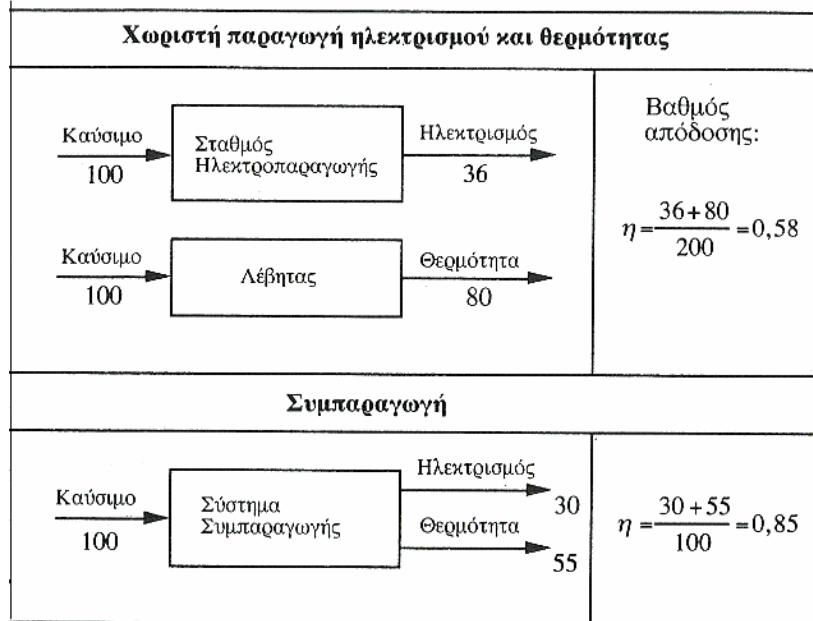 Χωριστή παραγωγή ηλεκτρισμού και θερμότητας
Καύσιμο
100
Σταθμός
Ηλεκτροπαραγωγής
Ηλεκτρισμός
36
Καύσιμο
100
Λέβητας
Θερμότητα
80
Βαθμός
απόδοσης:
η = 36+80 / 200 = 0,58
Συμπαραγωγή
Καύσιμο
100
Σύστημα
Συμπαραγωγής
Ηλεκτρισμός
30
Θερμότητα
55
η = 30+55 / 100 = 0,85